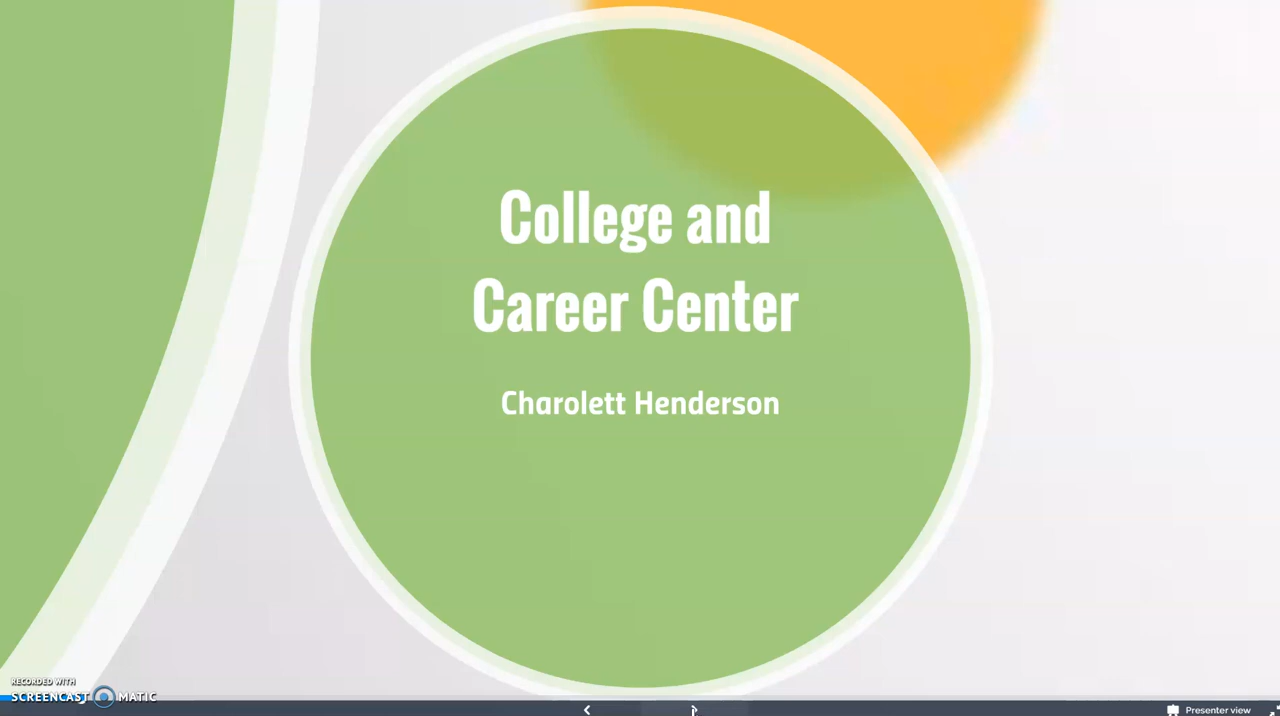 College and
Career Center
Charolett Henderson
RECORDED WITH
SCREENCAST MATIC
Presenter view